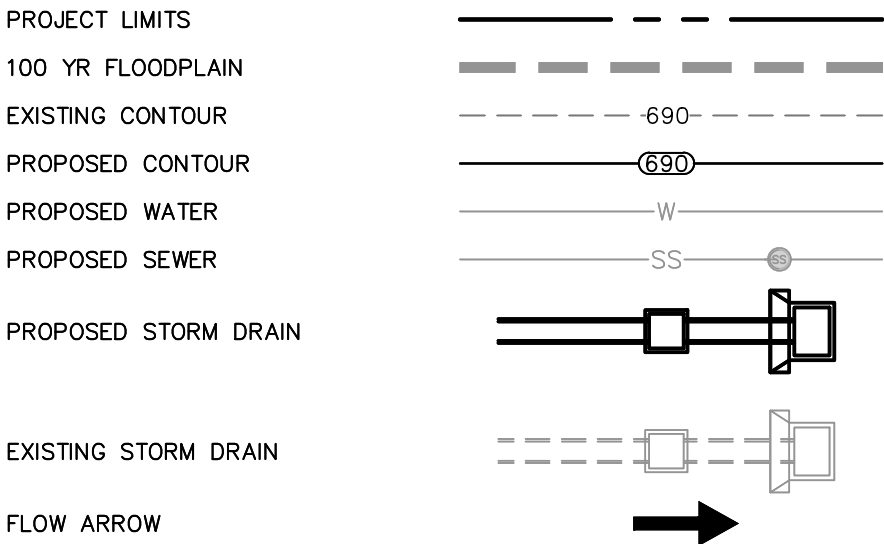 PROJECT LIMITS
100 YR FLOODPLAIN
EXISTING CONTOUR 690
PROPOSED CONTOUR 690
PROPOSED WATER W
PROPOSED SEWER SS SS
PROPOSED STORM DRAIN
EXISTING STORM DRAIN
FLOW ARROW